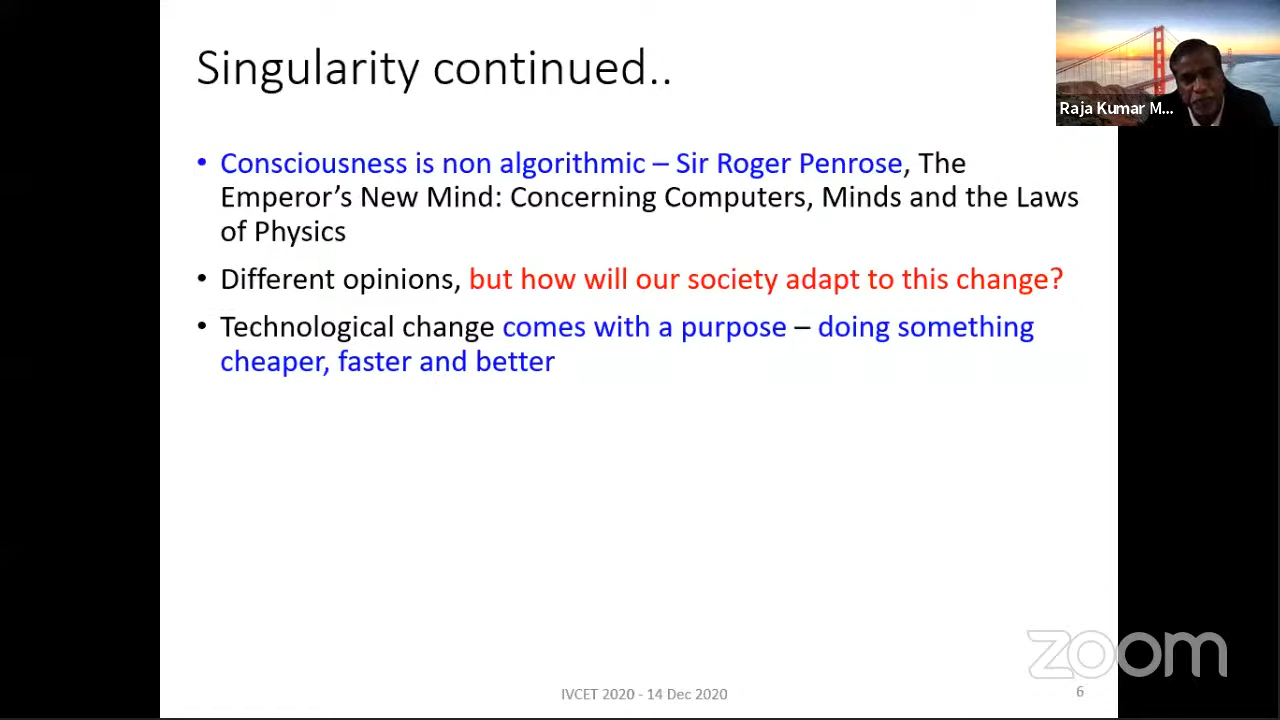 Singularity continued..
Raja Kumar M...
• Consciousness is non algorithmic – Sir Roger Penrose, The
Emperor’s New Mind: Concerning Computers, Minds and the Laws
of Physics
• Different opinions, but how will our society adapt to this change?
• Technological change comes with a purpose – doing something
cheaper, faster and better
zoom
IVCET 2020 - 14 Dec 2020
6